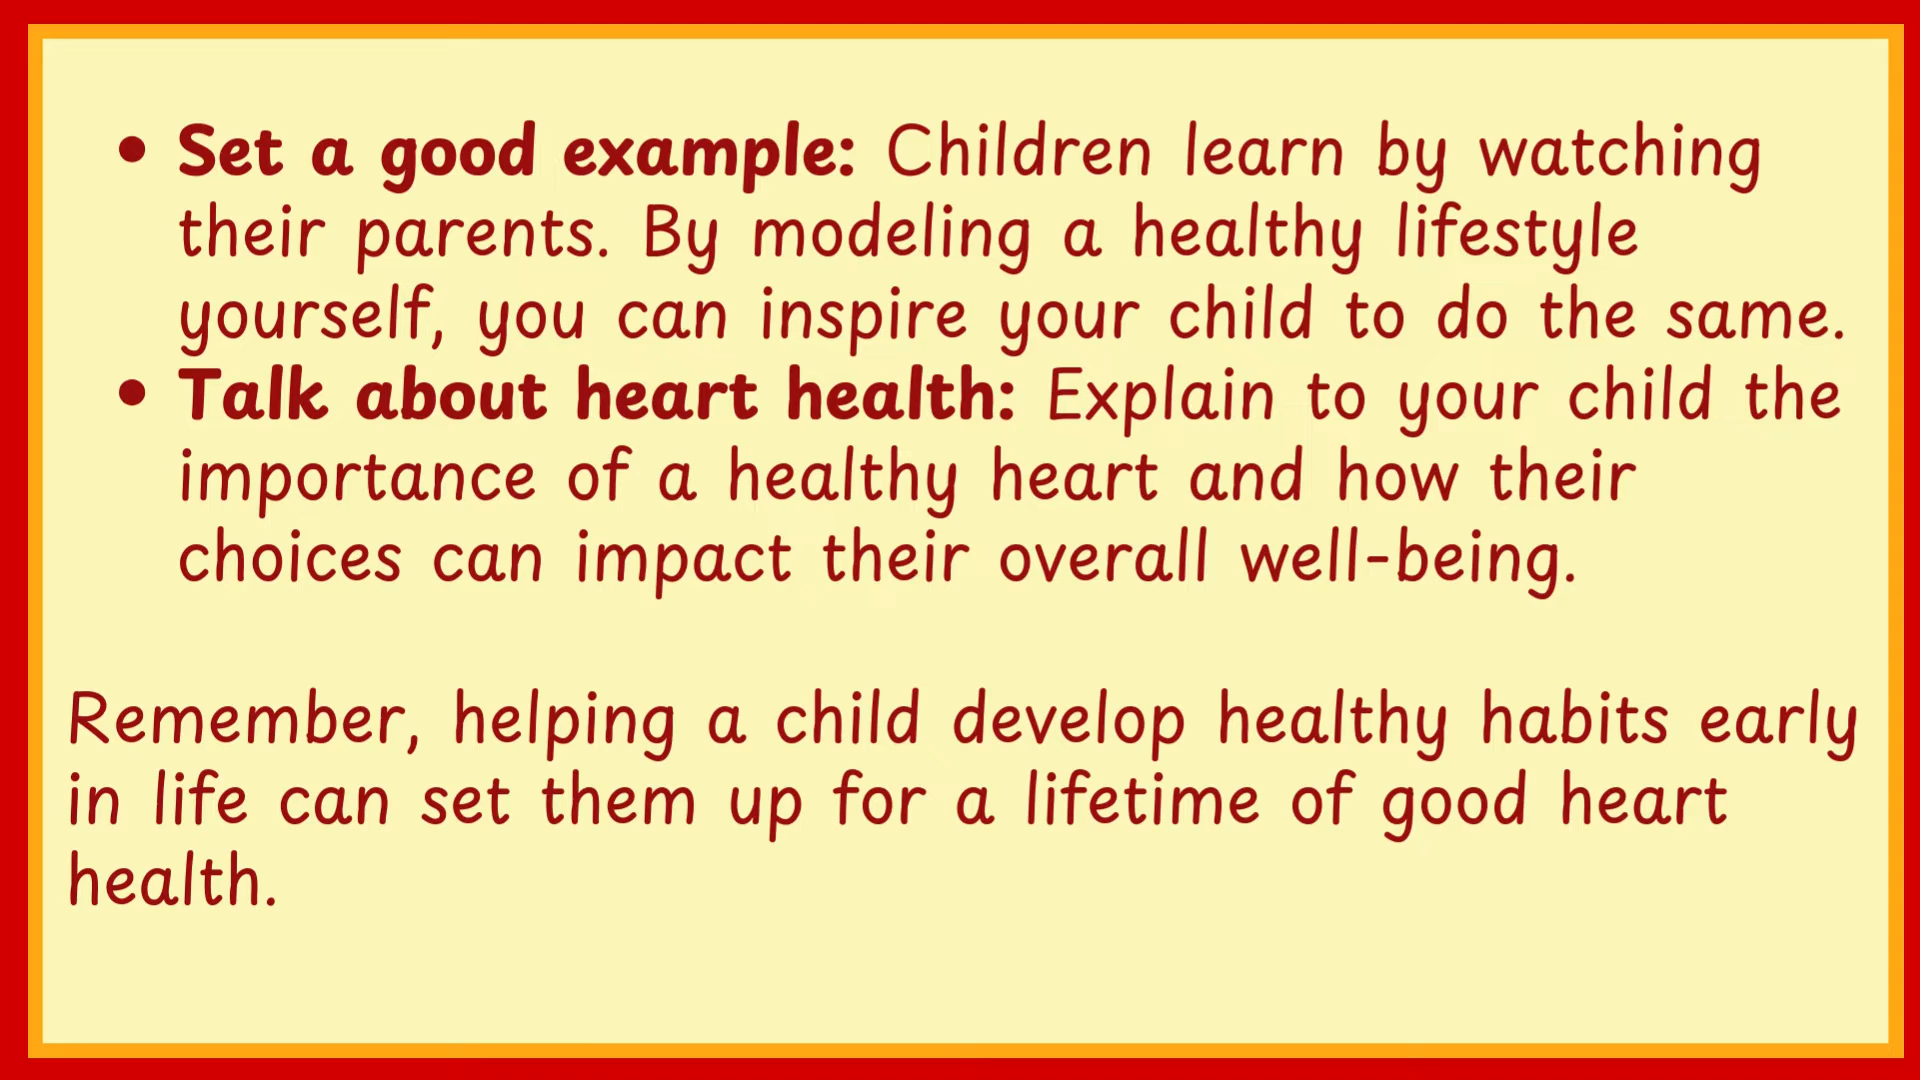 • Set a good example: Children learn by watching
their parents. By modeling a healthy lifestyle
yourself, you can inspire your child to do the same.
• Talk about heart health: Explain to your child the
importance of a healthy heart and how their
choices can impact their overall well-being.
Remember, helping a child develop healthy habits early
in life can set them up for a lifetime of good heart
health.